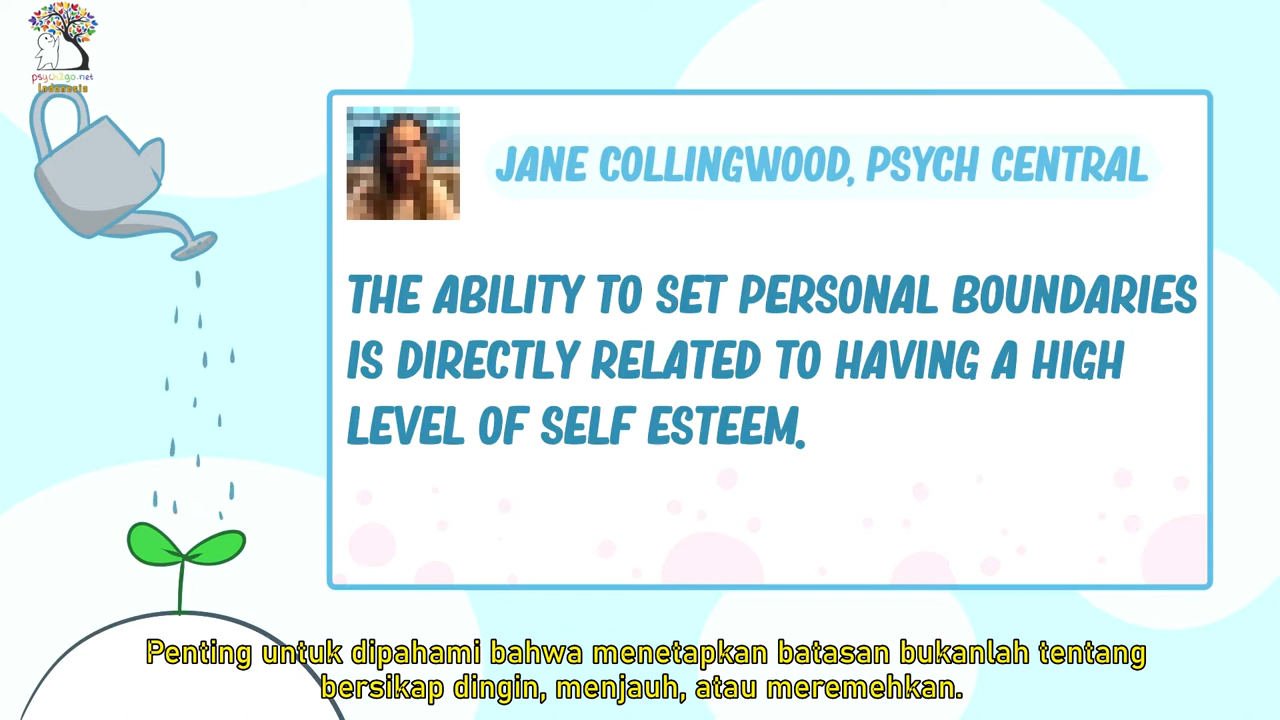 psych2go.net
Indonesia
JANE COLLINGWOOD, PSYCH CENTRAL
THE ABILITY TO SET PERSONAL BOUNDARIES
IS DIRECTLY RELATED TO HAVING A HIGH
LEVEL OF SELF ESTEEM.
Penting untuk dipahami bahwa menetapkan batasan bukanlah tentang
bersikap dingin, menjauh, atau meremehkan.